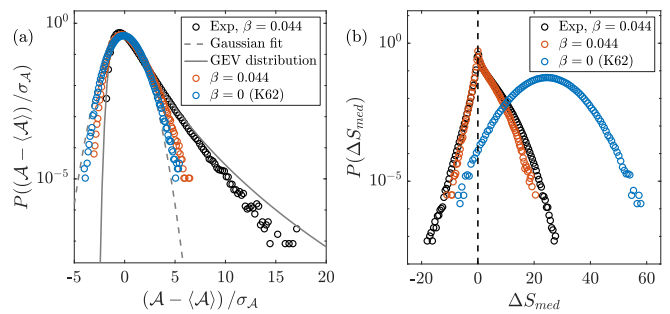 (a)
Exp, β = 0.044
Gaussian fit
GEV distribution
β = 0.044
β = 0 (K62)
10^0
10^-5
P((𝒜 − ⟨𝒜⟩)/σ_𝒜)
-5 0 5 10 15 20
(𝒜 − ⟨𝒜⟩)/σ_𝒜
(b)
Exp, β = 0.044
β = 0.044
β = 0 (K62)
10^0
10^-5
P(ΔS_med)
-20 0 20 40 60
ΔS_med